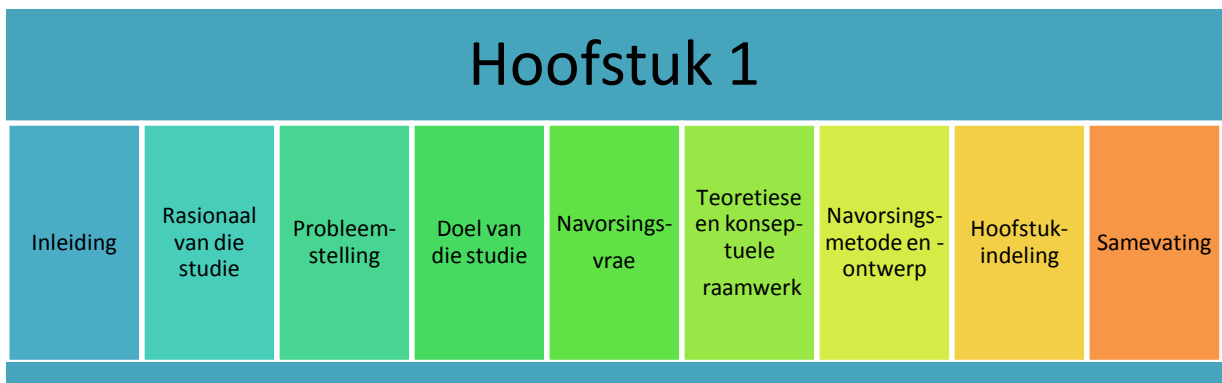 Hoofstuk 1
Inleiding
Rasionaal
van die
studie
Probleem-
stelling
Doel van
die studie
Navorsings-
vrae
Teoretiese
en konsep-
tuele
raamwerk
Navorsings-
metode en -
ontwerp
Hoofstuk-
indeling
Samevating